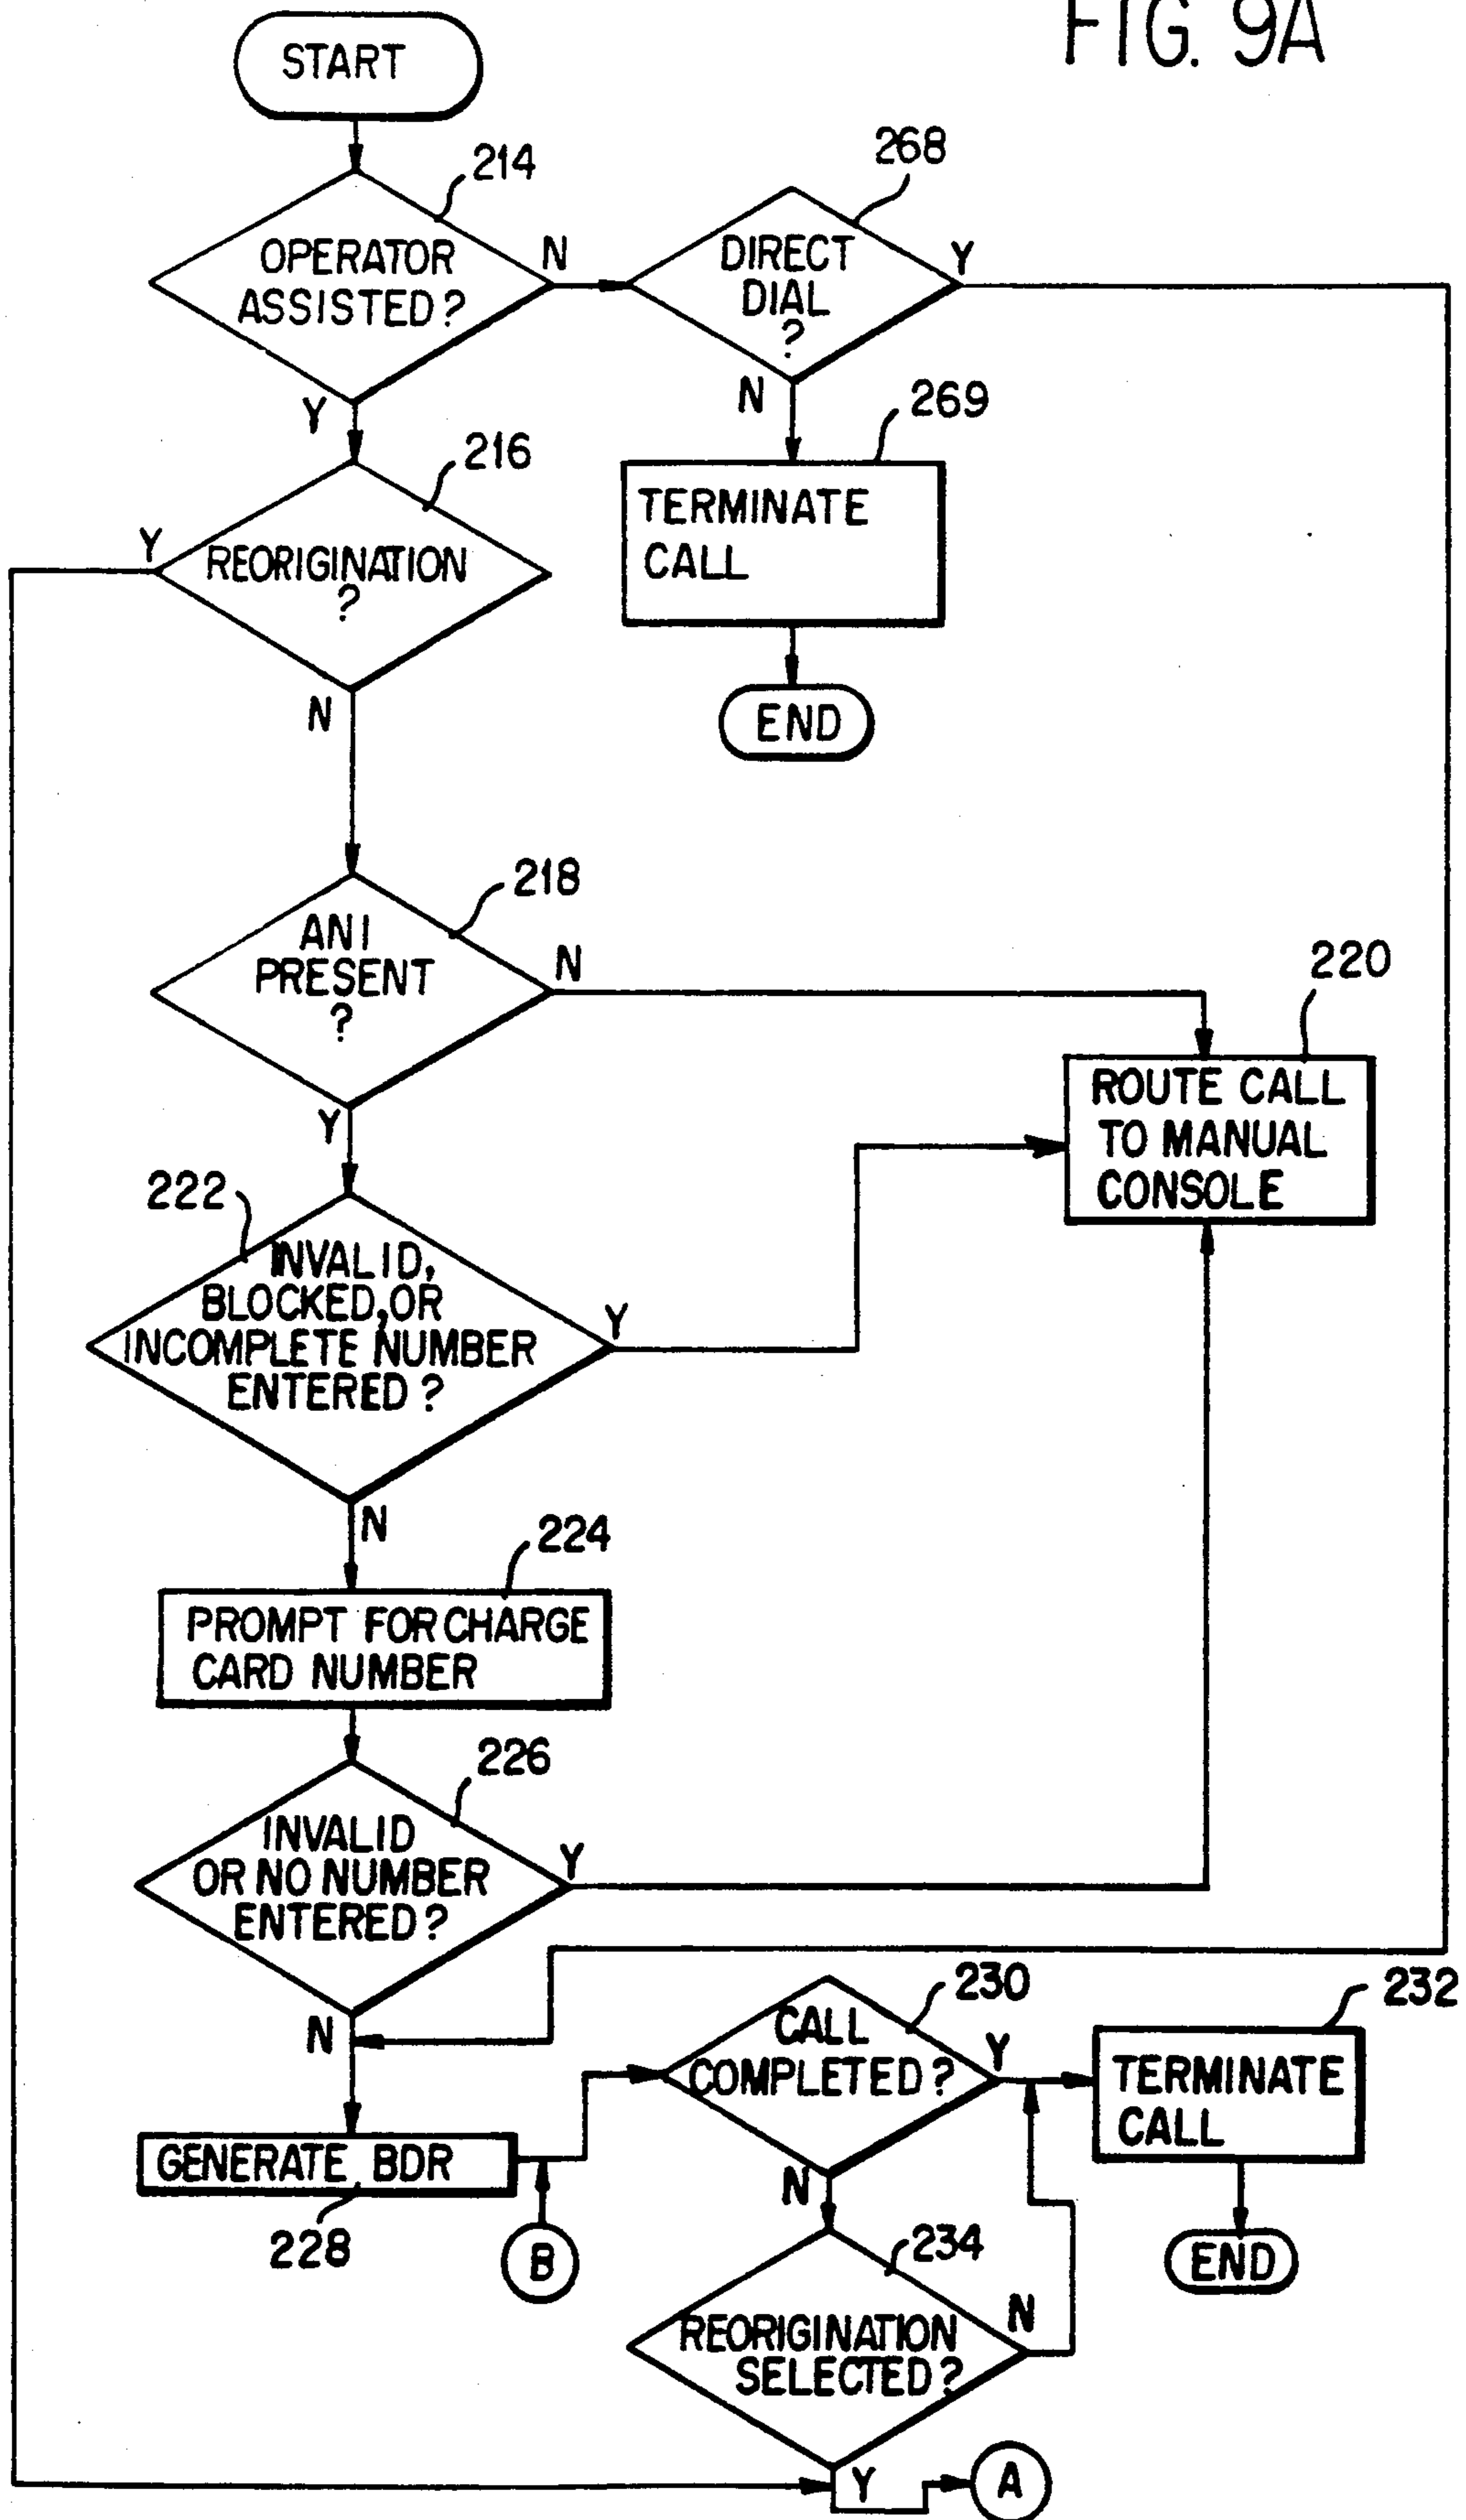 FIG. 9A
START
214
OPERATOR
ASSISTED?
N
Y
268
DIRECT
DIAL
?
Y
N
269
TERMINATE
CALL
END
216
REORIGINATION
?
Y
N
218
ANI
PRESENT
?
N
Y
220
ROUTE CALL
TO MANUAL
CONSOLE
222
INVALID,
BLOCKED, OR
INCOMPLETE NUMBER
ENTERED?
Y
N
224
PROMPT FOR CHARGE
CARD NUMBER
226
INVALID
OR NO NUMBER
ENTERED?
Y
N
GENERATE BDR
228
B
230
CALL
COMPLETED?
Y
N
232
TERMINATE
CALL
END
234
REORIGINATION
SELECTED?
N
Y
A